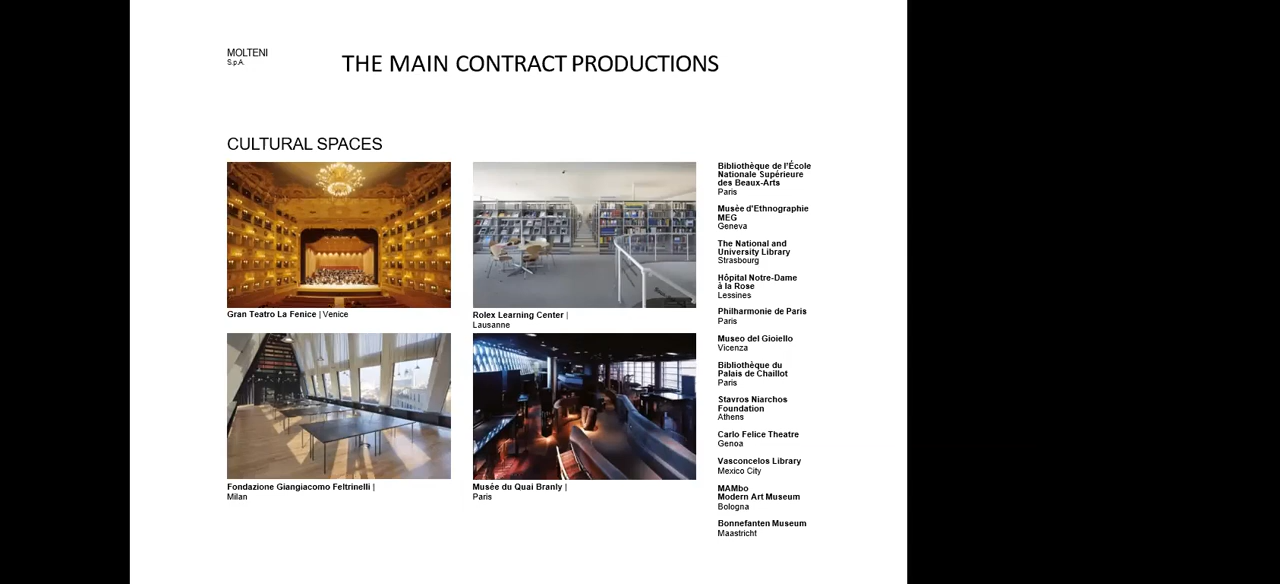 MOLTENI
S.p.A.
THE MAIN CONTRACT PRODUCTIONS
CULTURAL SPACES
Gran Teatro La Fenice | Venice
Rolex Learning Center |
Lausanne
Fondazione Giangiacomo Feltrinelli |
Milan
Musée du Quai Branly |
Paris
Bibliothèque de l'École
Nationale Supérieure
des Beaux-Arts
Paris
Musée d'Ethnographie
MEG
Geneva
The National and
University Library
Strasbourg
Hôpital Notre-Dame
à la Rose
Lessines
Philharmonie de Paris
Paris
Museo del Gioiello
Vicenza
Bibliothèque du
Palais de Chaillot
Paris
Stavros Niarchos
Foundation
Athens
Carlo Felice Theatre
Genoa
Vasconcelos Library
Mexico City
MAMbo
Modern Art Museum
Bologna
Bonnefanten Museum
Maastricht